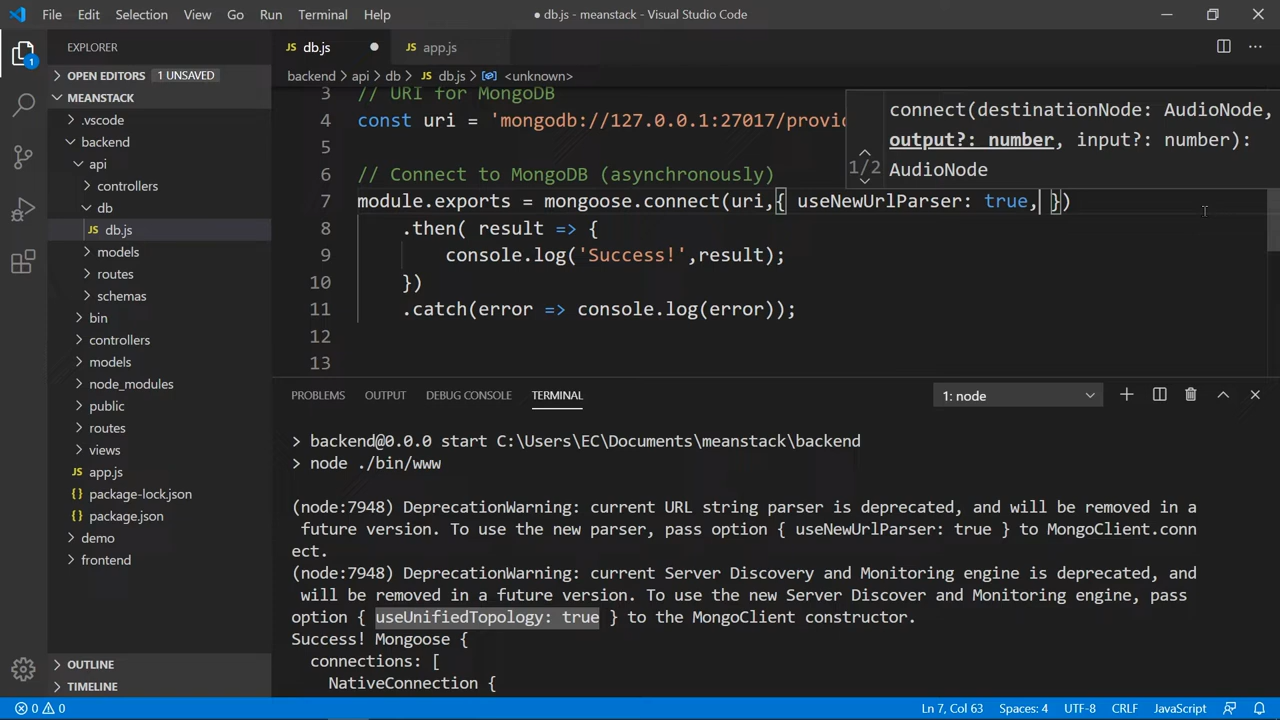 File Edit Selection View Go Run Terminal Help ● db.js - meanstack - Visual Studio Code
EXPLORER
1
OPEN EDITORS 1 UNSAVED
MEANSTACK
.vscode
backend
api
controllers
db
JS db.js
models
routes
schemas
bin
controllers
models
node_modules
public
routes
views
JS app.js
{} package-lock.json
{} package.json
demo
frontend
OUTLINE
TIMELINE
JS db.js ● JS app.js
backend > api > db > JS db.js > <unknown>
3 // URI for MongoDB
4 const uri = 'mongodb://127.0.0.1:27017/provid
5
6 // Connect to MongoDB (asynchronously)
7 module.exports = mongoose.connect(uri,{ useNewUrlParser: true, })
8 .then( result => {
9 console.log('Success!',result);
10 })
11 .catch(error => console.log(error));
12
13
connect(destinationNode: AudioNode,
output?: number, input?: number):
1/2 AudioNode
PROBLEMS OUTPUT DEBUG CONSOLE TERMINAL 1: node
> backend@0.0.0 start C:\Users\EC\Documents\meanstack\backend
> node ./bin/www
(node:7948) DeprecationWarning: current URL string parser is deprecated, and will be removed in a
future version. To use the new parser, pass option { useNewUrlParser: true } to MongoClient.conn
ect.
(node:7948) DeprecationWarning: current Server Discovery and Monitoring engine is deprecated, and
will be removed in a future version. To use the new Server Discover and Monitoring engine, pass
option { useUnifiedTopology: true } to the MongoClient constructor.
Success! Mongoose {
connections: [
NativeConnection {
0 0 Ln 7, Col 63 Spaces: 4 UTF-8 CRLF JavaScript